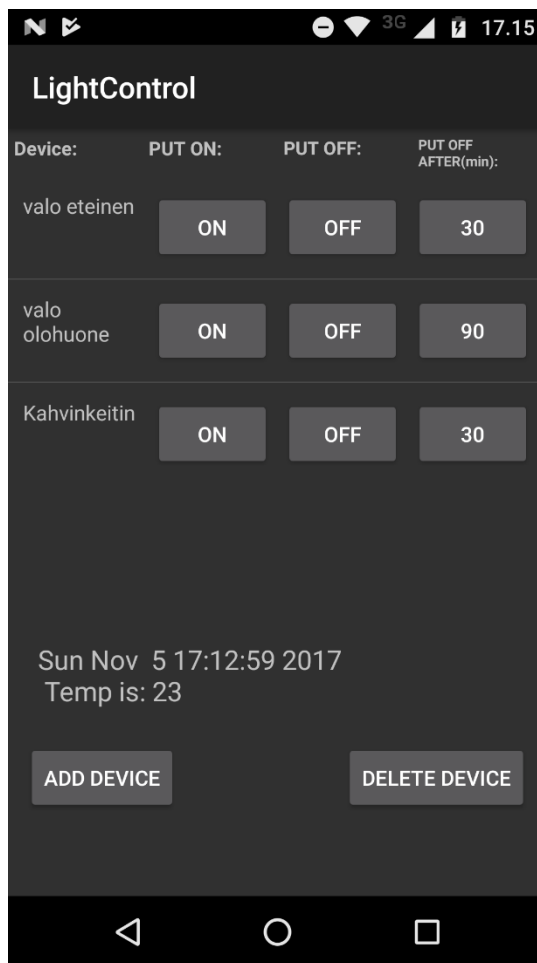 3G 17.15
LightControl
Device: PUT ON: PUT OFF: PUT OFF
AFTER(min):
valo eteinen ON OFF 30
valo
olohuone ON OFF 90
Kahvinkeitin ON OFF 30
Sun Nov 5 17:12:59 2017
Temp is: 23
ADD DEVICE DELETE DEVICE